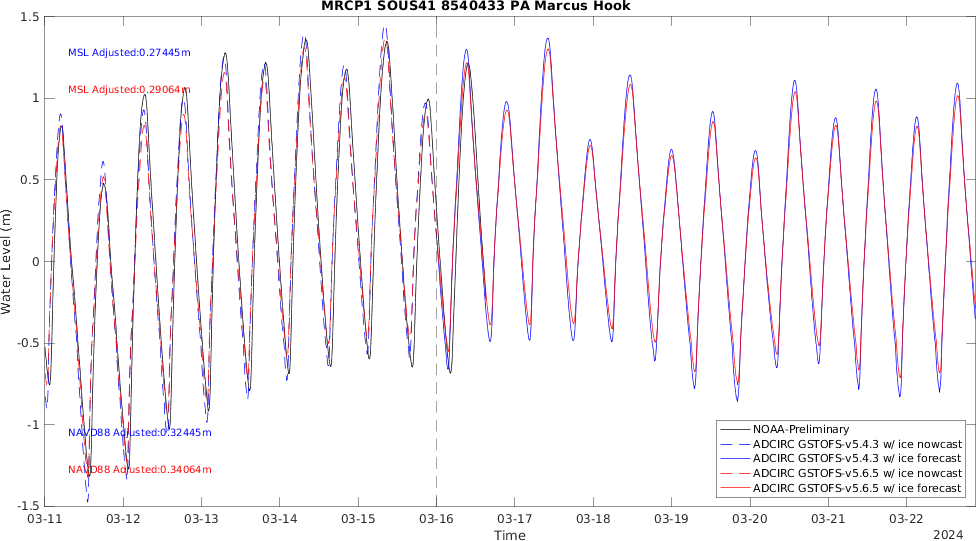 MRCP1 SOUS41 8540433 PA Marcus Hook
1.5
1
0.5
0
-0.5
-1
-1.5
Water Level (m)
MSL Adjusted:0.27445m
MSL Adjusted:0.29064m
NAVD88 Adjusted:0.32445m
NAVD88 Adjusted:0.34064m
NOAA-Preliminary
ADCIRC GSTOFS-v5.4.3 w/ ice nowcast
ADCIRC GSTOFS-v5.4.3 w/ ice forecast
ADCIRC GSTOFS-v5.6.5 w/ ice nowcast
ADCIRC GSTOFS-v5.6.5 w/ ice forecast
03-11 03-12 03-13 03-14 03-15 03-16 03-17 03-18 03-19 03-20 03-21 03-22
Time
2024